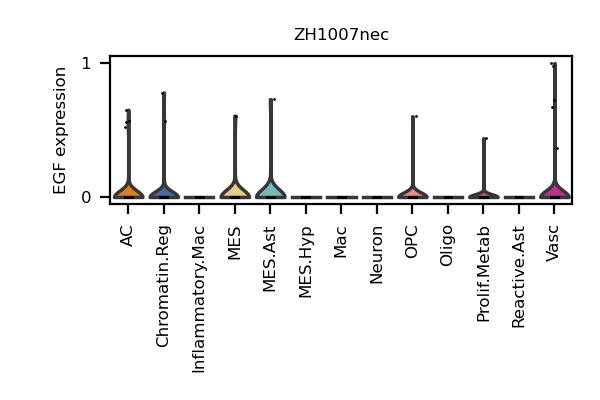 ZH1007nec
EGF expression
1
0
AC
Chromatin.Reg
Inflammatory.Mac
MES
MES.Ast
MES.Hyp
Mac
Neuron
OPC
Oligo
Prolif.Metab
Reactive.Ast
Vasc